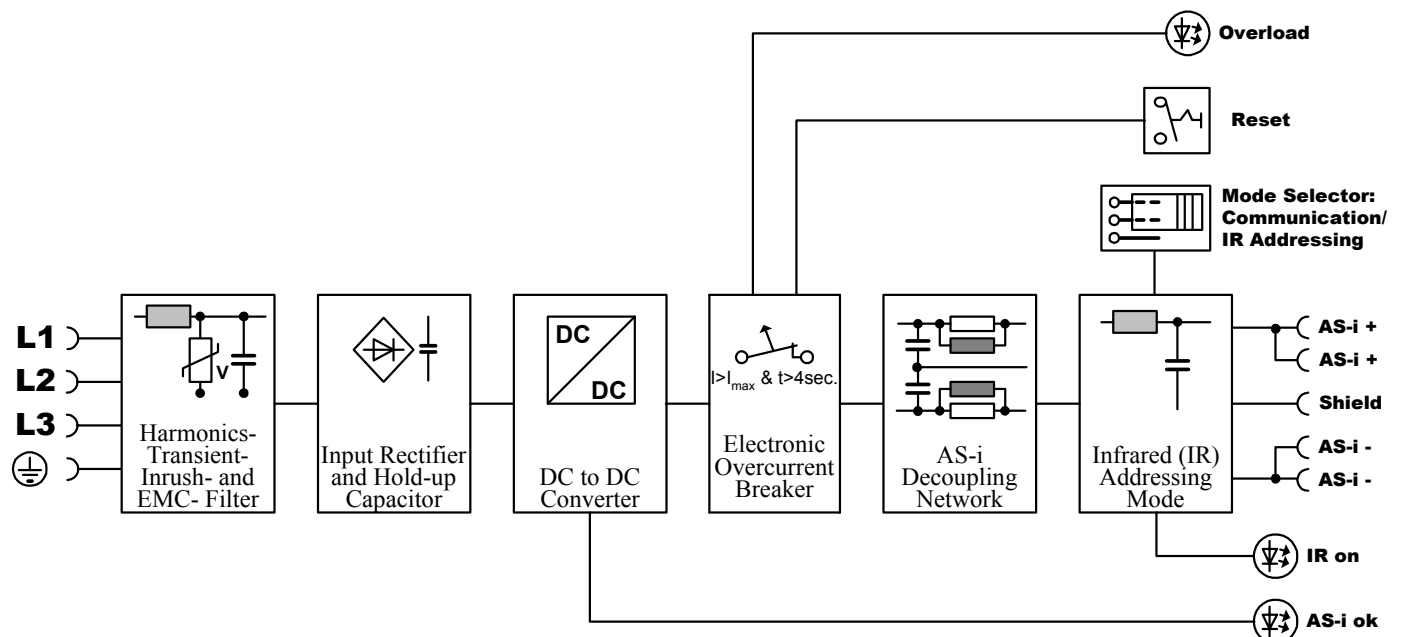 Overload
Reset
Mode Selector:
Communication/
IR Addressing
L1
L2
L3
V
Harmonics-
Transient-
Inrush- and
EMC- Filter
Input Rectifier
and Hold-up
Capacitor
DC
DC
DC to DC
Converter
I>Imax & t>4sec.
Electronic
Overcurrent
Breaker
AS-i
Decoupling
Network
Infrared (IR)
Addressing
Mode
AS-i +
AS-i +
Shield
AS-i -
AS-i -
IR on
AS-i ok